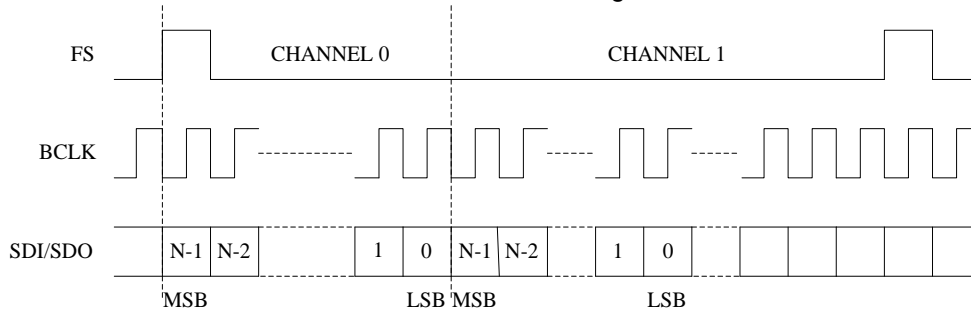 FS CHANNEL 0 CHANNEL 1
BCLK
SDI/SDO N-1 N-2 1 0 N-1 N-2 1 0
MSB LSB MSB LSB